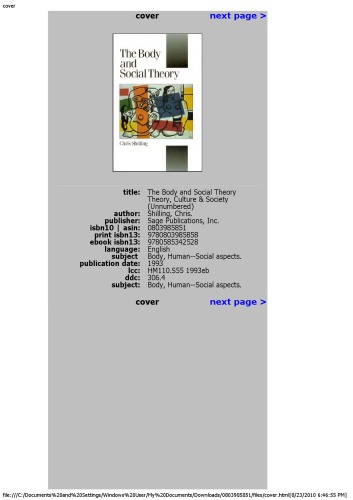 cover
cover next page >
The Body
and
Social Theory
Chris Shilling
title: The Body and Social Theory
Theory, Culture & Society
(Unnumbered)
author: Shilling, Chris.
publisher: Sage Publications, Inc.
isbn10 | asin: 0803985851
print isbn13: 9780803985858
ebook isbn13: 9780585342528
language: English
subject Body, Human--Social aspects.
publication date: 1993
lcc: HM110.S55 1993eb
ddc: 306.4
subject: Body, Human--Social aspects.
cover next page >
file:///C:/Documents%20and%20Settings/Windows%20User/My%20Documents/Downloads/0803985851/files/cover.html[8/23/2010 6:46:55 PM]